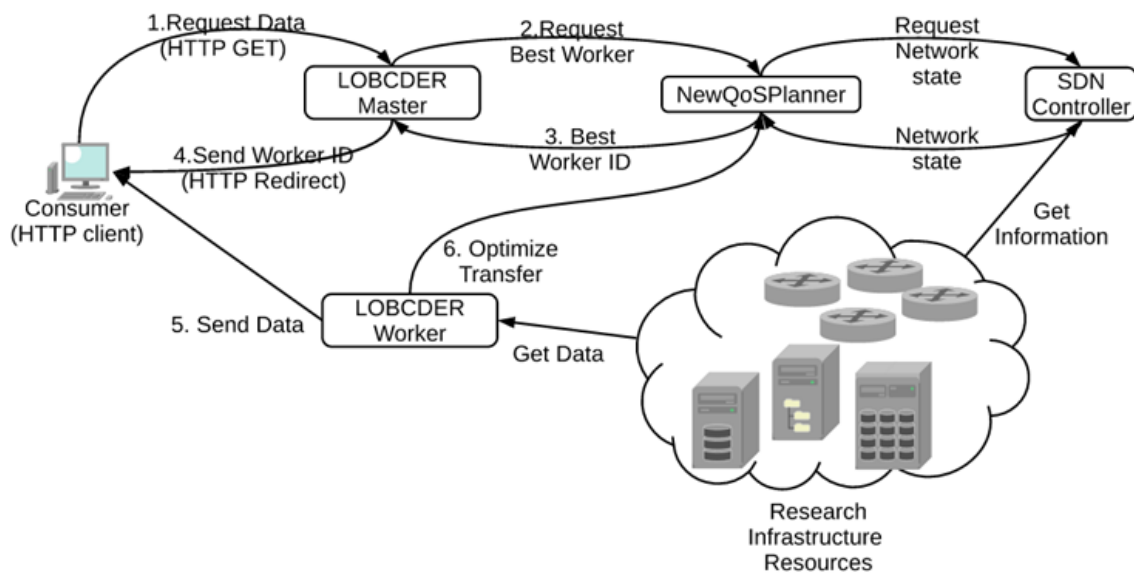 1.Request Data
(HTTP GET)
2.Request
Best Worker
Request
Network
state
LOBCDER
Master
NewQoSPlanner
SDN
Controller
3. Best
Worker ID
Network
state
4.Send Worker ID
(HTTP Redirect)
Consumer
(HTTP client)
Get
Information
6. Optimize
Transfer
LOBCDER
Worker
5. Send Data
Get Data
Research
Infrastructure
Resources